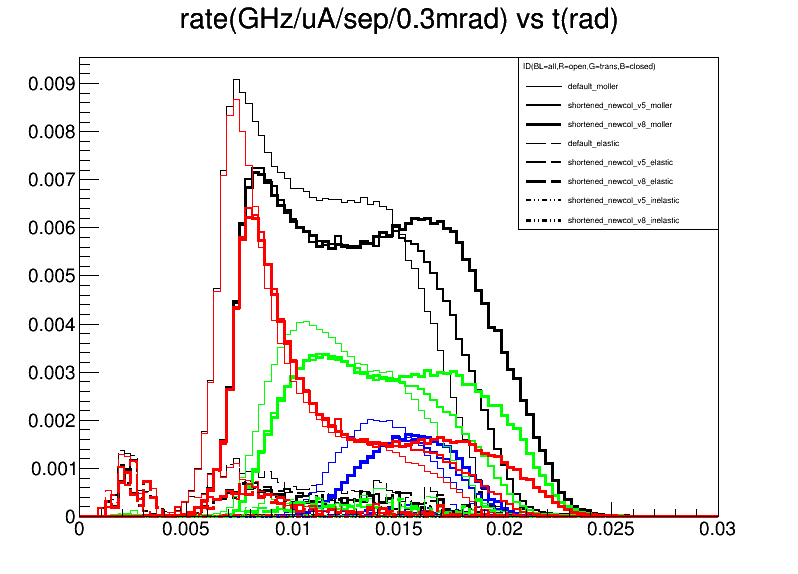 rate(GHz/uA/sep/0.3mrad) vs t(rad)
ID(BL=all,R=open,G=trans,B=closed)
default_moller
shortened_newcol_v5_moller
shortened_newcol_v8_moller
default_elastic
shortened_newcol_v5_elastic
shortened_newcol_v8_elastic
shortened_newcol_v5_inelastic
shortened_newcol_v8_inelastic
0.009
0.008
0.007
0.006
0.005
0.004
0.003
0.002
0.001
0
0 0.005 0.01 0.015 0.02 0.025 0.03